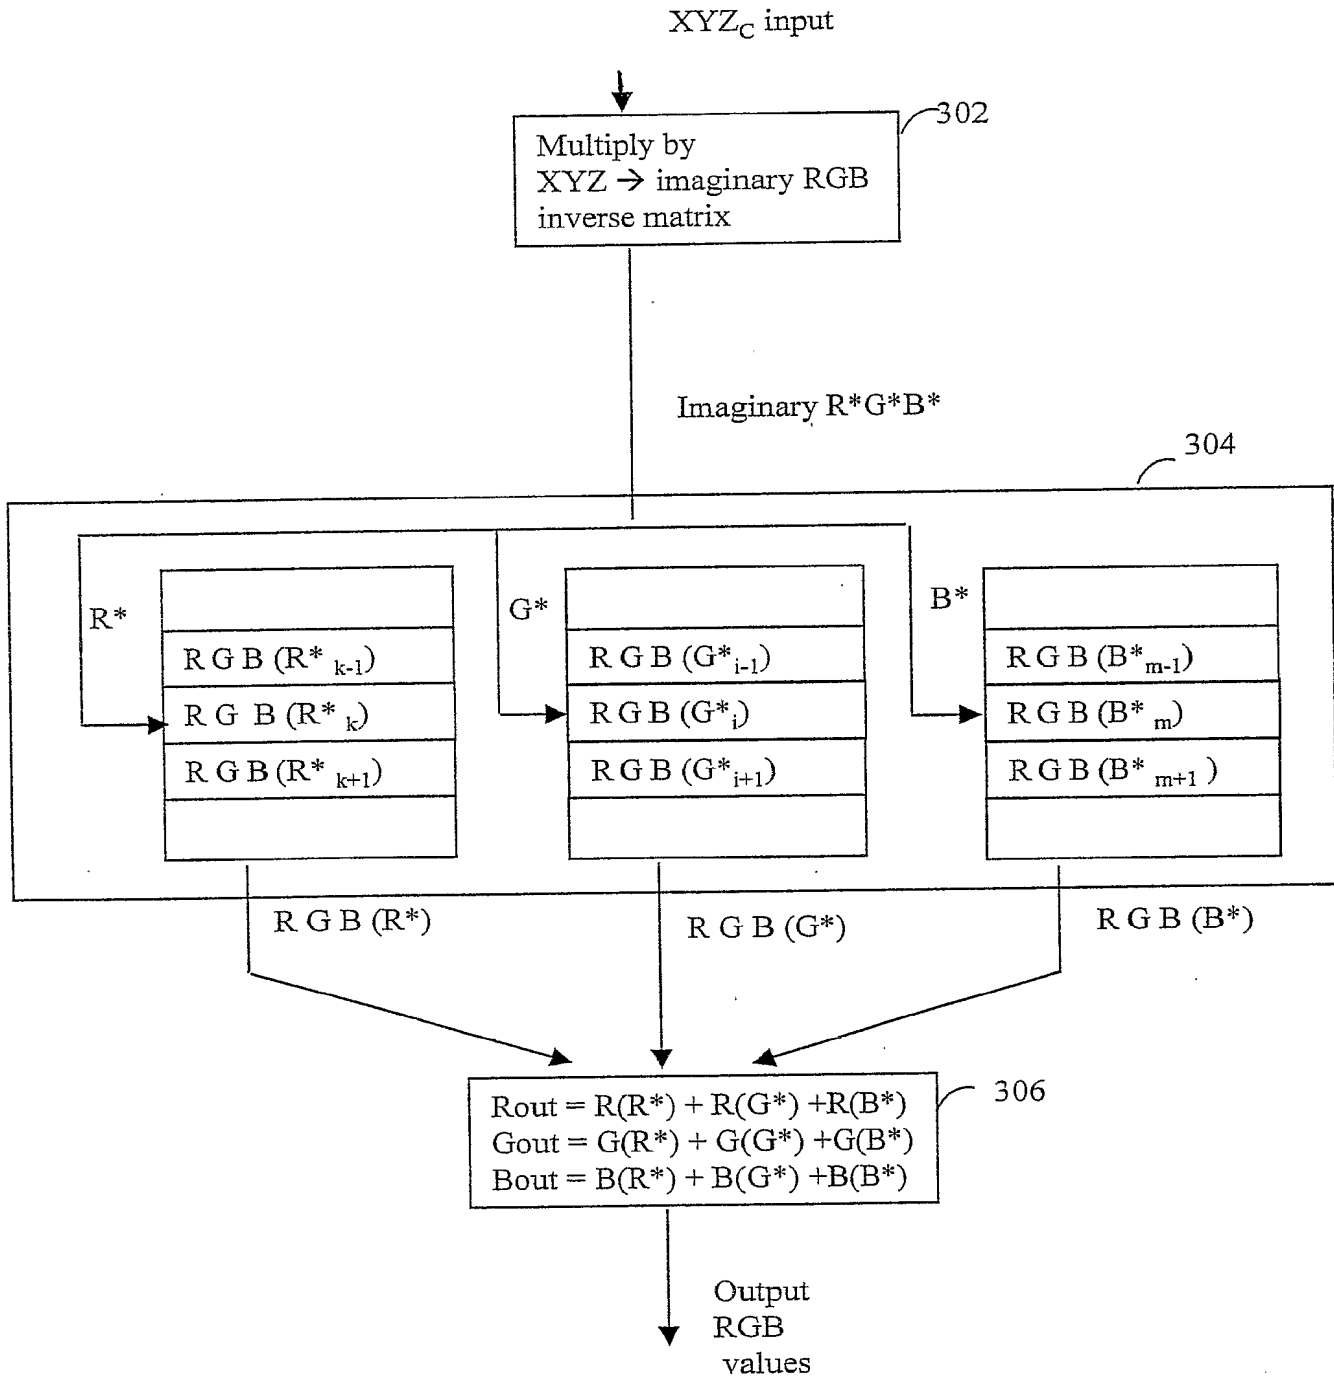 XYZC input
302
Multiply by
XYZ → imaginary RGB
inverse matrix
Imaginary R*G*B*
304
R*
G*
B*
R G B (R* k-1)
R G B (R* k)
R G B (R* k+1)
R G B (G*i-1)
R G B (G*i)
R G B (G*i+1)
R G B (B*m-1)
R G B (B* m)
R G B (B* m+1 )
R G B (R*)
R G B (G*)
R G B (B*)
306
Rout = R(R*) + R(G*) +R(B*)
Gout = G(R*) + G(G*) +G(B*)
Bout = B(R*) + B(G*) +B(B*)
Output
RGB
values